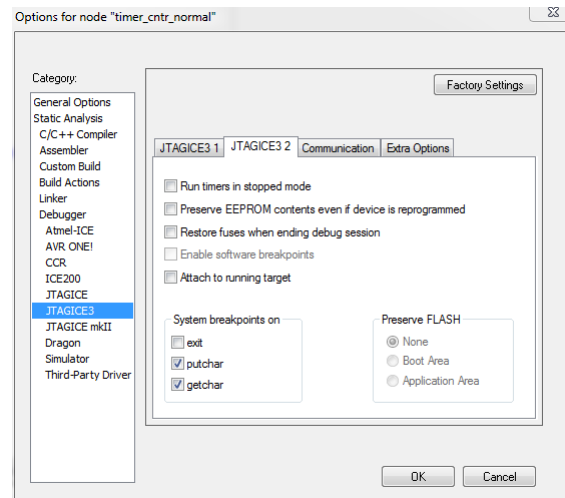 Options for node "timer_cntr_normal"
Category:
Factory Settings
General Options
Static Analysis
C/C++ Compiler
Assembler
Custom Build
Build Actions
Linker
Debugger
Atmel-ICE
AVR ONE!
CCR
ICE200
JTAGICE
JTAGICE3
JTAGICE mkII
Dragon
Simulator
Third-Party Driver
JTAGICE3 1 JTAGICE3 2 Communication Extra Options
Run timers in stopped mode
Preserve EEPROM contents even if device is reprogrammed
Restore fuses when ending debug session
Enable software breakpoints
Attach to running target
System breakpoints on
exit
putchar
getchar
Preserve FLASH
None
Boot Area
Application Area
OK Cancel